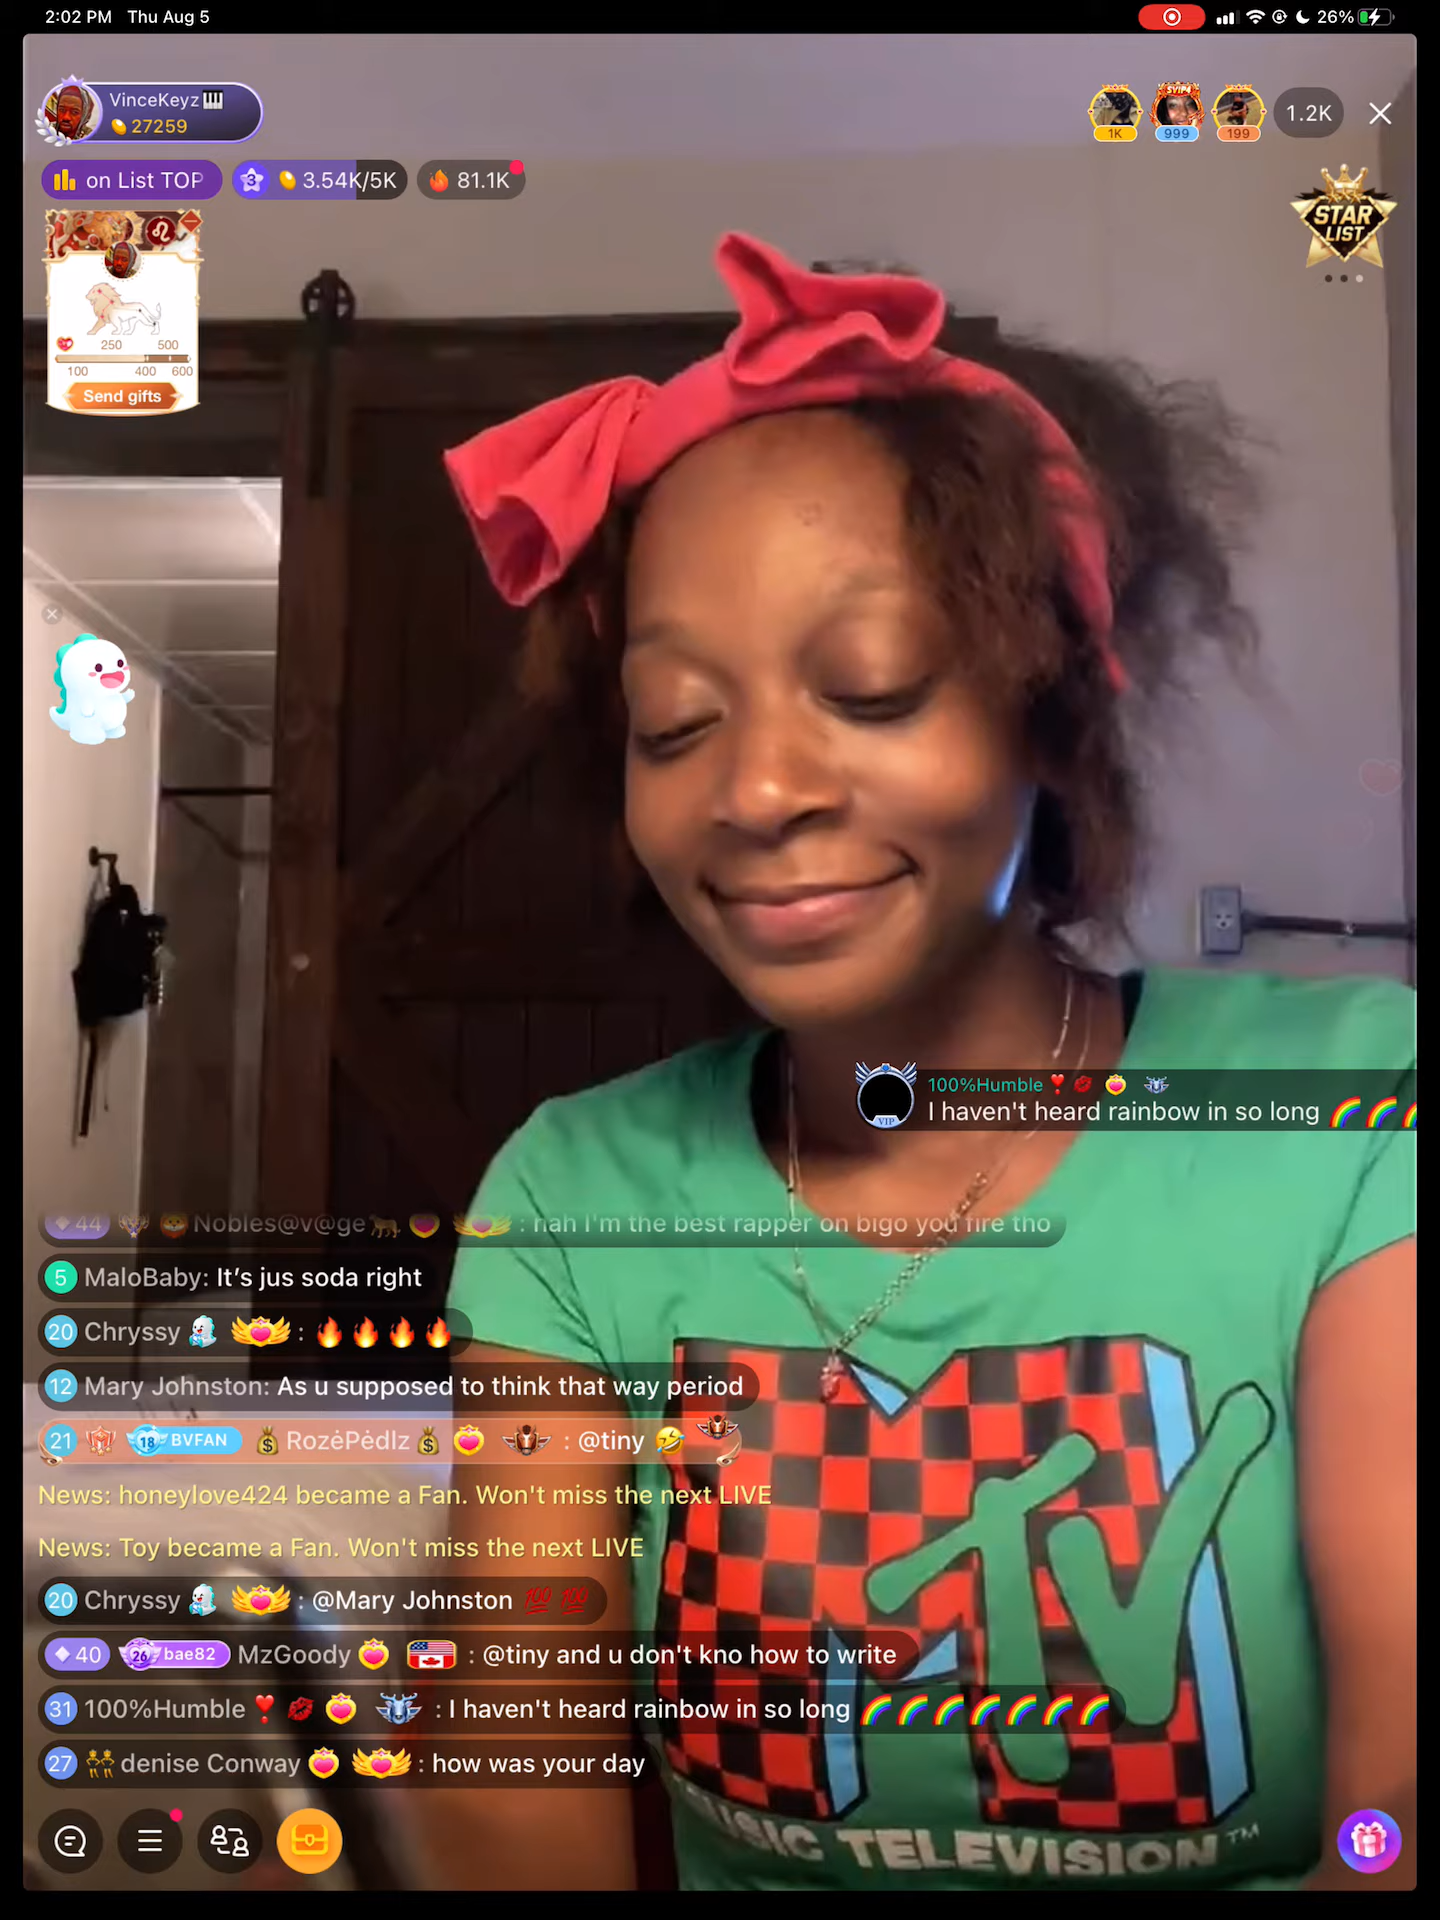 2:02 PM Thu Aug 5
26%
VinceKeyz
27259
1K
SVIP4
999
199
1.2K
on List TOP
3
3.54K/5K
81.1K
STAR
LIST
250 500
100 400 600
Send gifts
100%Humble
VIP
I haven't heard rainbow in so long
44 Nobles@v@ge : nah I'm the best rapper on bigo you fire tho
5 MaloBaby: It's jus soda right
20 Chryssy : 🔥🔥🔥🔥
12 Mary Johnston: As u supposed to think that way period
21 18 BVFAN 💰 RozėPėdlz 💰 : @tiny 🤣
News: honeylove424 became a Fan. Won't miss the next LIVE
News: Toy became a Fan. Won't miss the next LIVE
20 Chryssy : @Mary Johnston 💯 💯
40 26 bae82 MzGoody : @tiny and u don't kno how to write
31 100%Humble : I haven't heard rainbow in so long 🌈🌈🌈🌈🌈🌈🌈
27 denise Conway : how was your day
MTV
MUSIC TELEVISION™